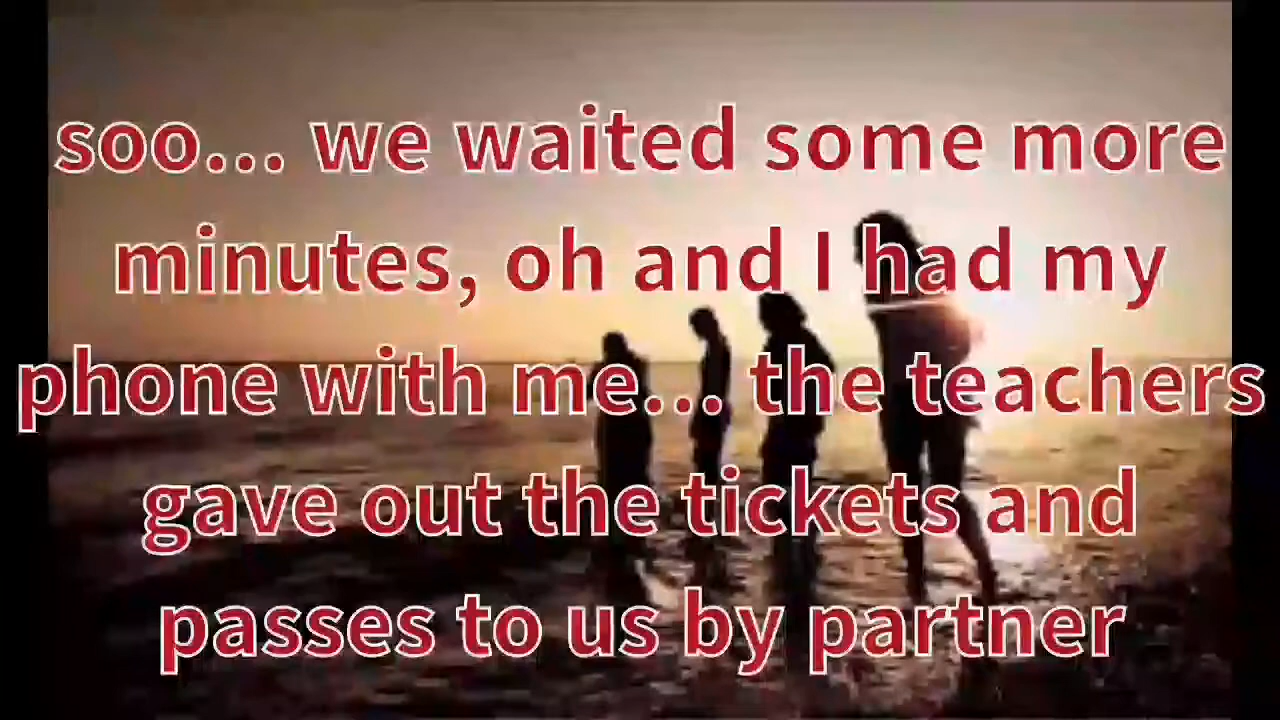 soo... we waited some more
minutes, oh and I had my
phone with me... the teachers
gave out the tickets and
passes to us by partner